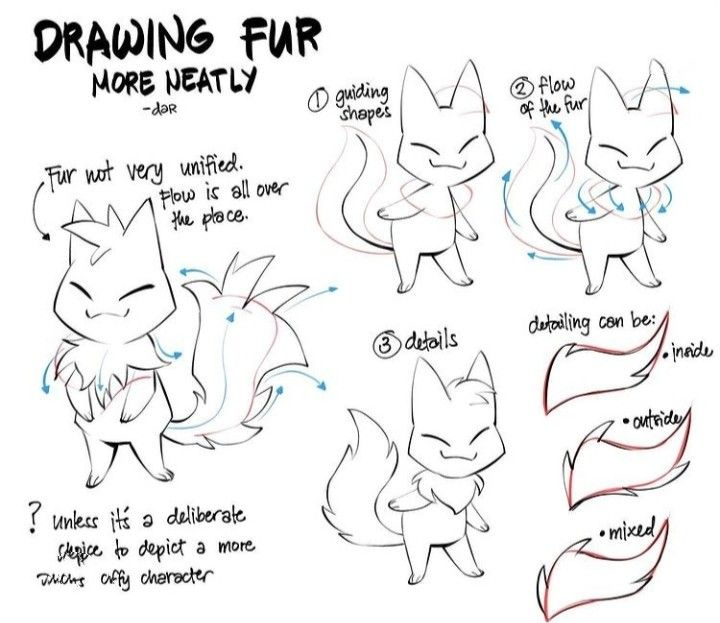 DRAWING FUR
MORE NEATLY
-dar
Fur not very unified.
Flow is all over
the place.
① guiding
shapes
② flow
of the fur
③ details
detailing can be:
• inside
• outside
• mixed
? unless it's a deliberate
to depict a more
character